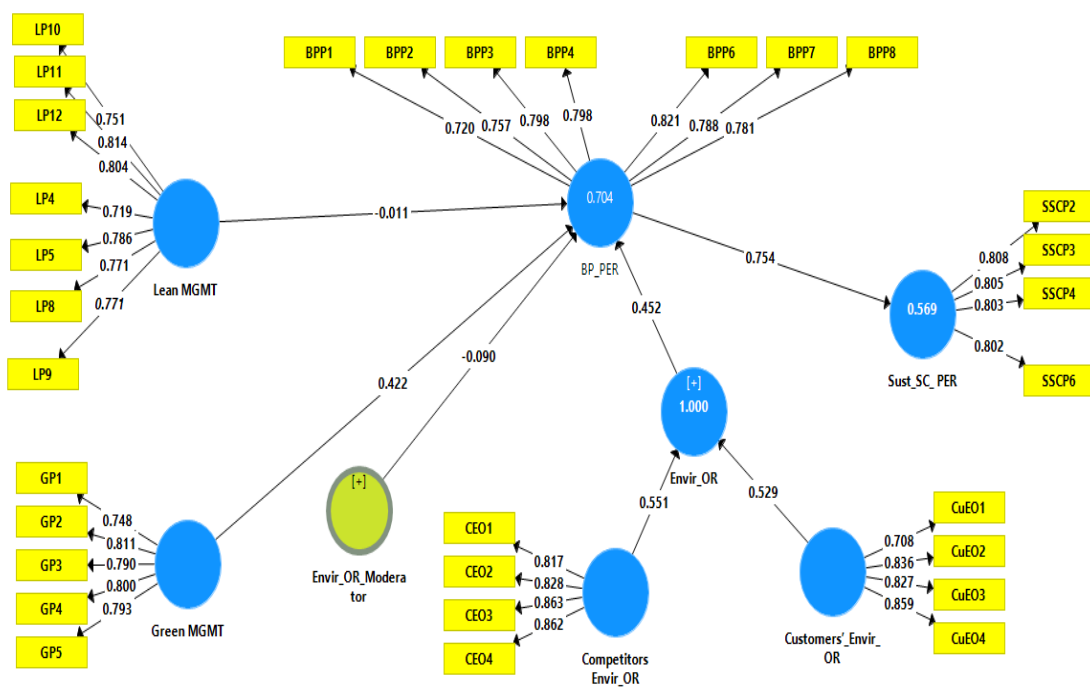 LP10
LP11
LP12
LP4
LP5
LP8
LP9
0.751
0.814
0.804
0.719
0.786
0.771
0.771
Lean MGMT
BPP1
BPP2
BPP3
BPP4
BPP6
BPP7
BPP8
0.720
0.757
0.798
0.798
0.821
0.788
0.781
0.704
BP_PER
-0.011
0.422
-0.090
0.452
0.754
SSCP2
SSCP3
SSCP4
SSCP6
0.808
0.805
0.803
0.802
0.569
Sust_SC_ PER
[+]
1.000
Envir_OR
0.551
0.529
GP1
GP2
GP3
GP4
GP5
0.748
0.811
0.790
0.800
0.793
Green MGMT
[+]
Envir_OR_Modera
tor
CEO1
CEO2
CEO3
CEO4
0.817
0.828
0.863
0.862
Competitors
Envir_OR
CuEO1
CuEO2
CuEO3
CuEO4
0.708
0.836
0.827
0.859
Customers'_Envir_
OR